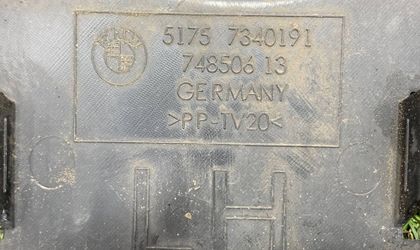 5175 7340191
748506 13
GERMANY
>PP-TV20<
LH